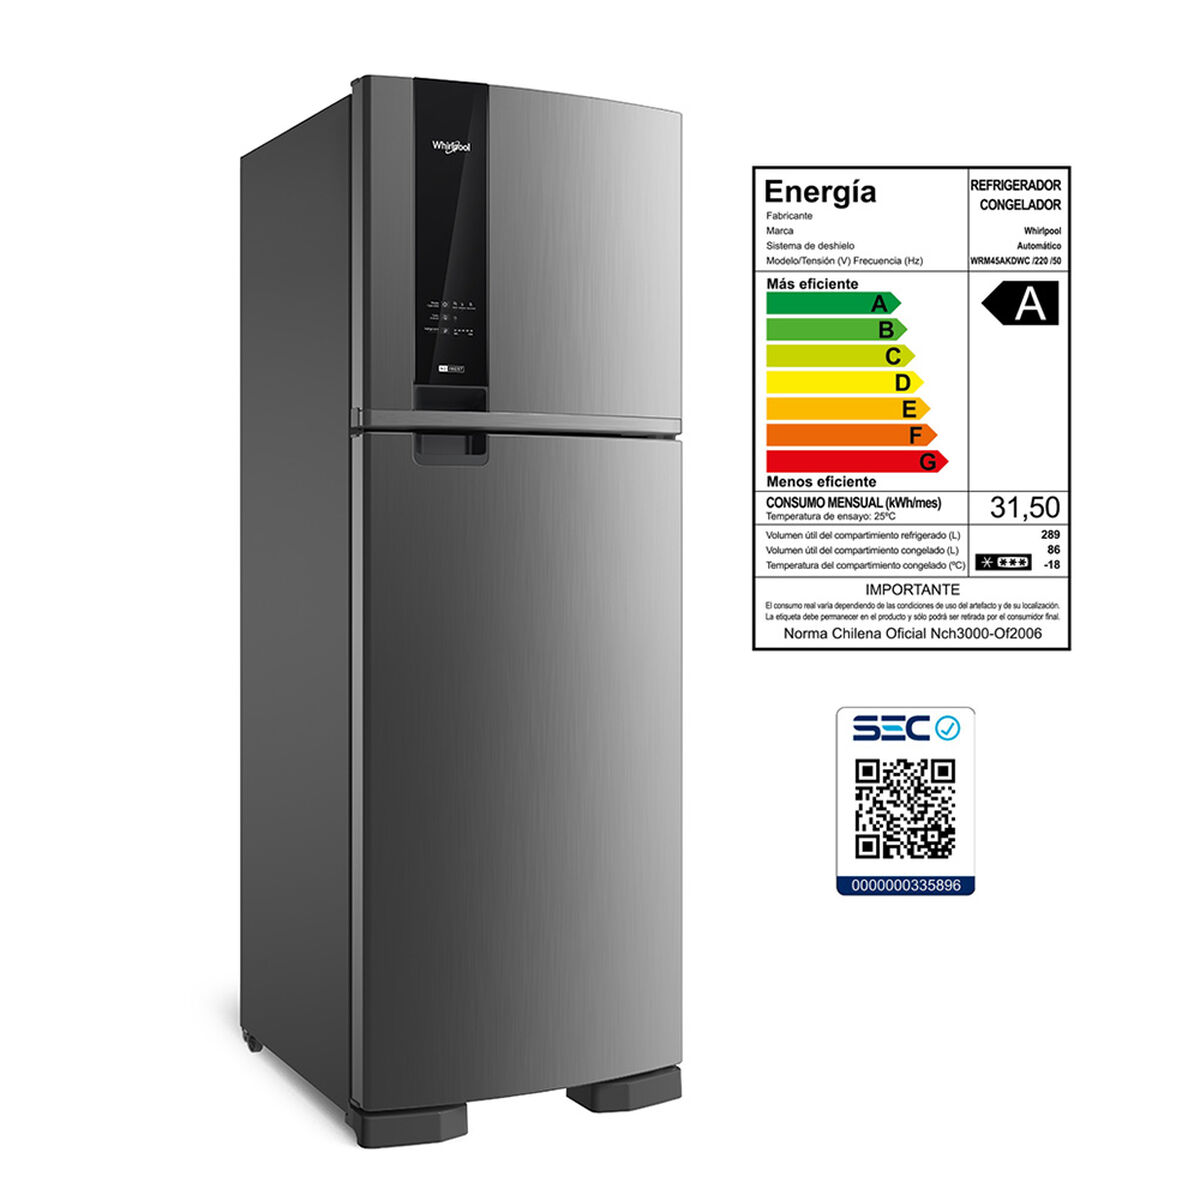 Whirlpool
NO FROST
Energía
REFRIGERADOR
CONGELADOR
Fabricante
Marca Whirlpool
Sistema de deshielo Automático
Modelo/Tensión (V) Frecuencia (Hz) WRM45AKDWC /220 /50
Más eficiente
A
A
B
C
D
E
F
G
Menos eficiente
CONSUMO MENSUAL (kWh/mes) 31,50
Temperatura de ensayo: 25ºC
Volumen útil del compartimiento refrigerado (L) 289
Volumen útil del compartimiento congelado (L) 86
Temperatura del compartimiento congelado (ºC) -18
IMPORTANTE
El consumo real varía dependiendo de las condiciones de uso del artefacto y de su localización.
La etiqueta debe permanecer en el producto y sólo podrá ser retirada por el consumidor final.
Norma Chilena Oficial Nch3000-Of2006
SEC
0000000335896